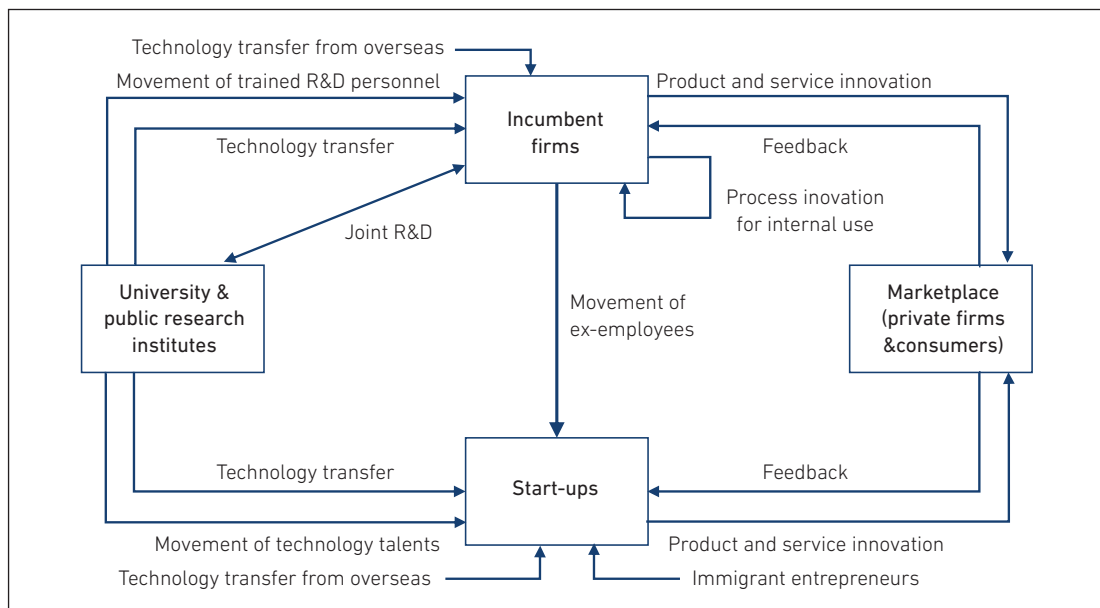 Technology transfer from overseas
Movement of trained R&D personnel
Product and service innovation
Incumbent
firms
Technology transfer
Feedback
Process inovation
for internal use
Joint R&D
University &
public research
institutes
Movement of
ex-employees
Marketplace
(private firms
&consumers)
Technology transfer
Start-ups
Feedback
Movement of technology talents
Product and service innovation
Technology transfer from overseas
Immigrant entrepreneurs